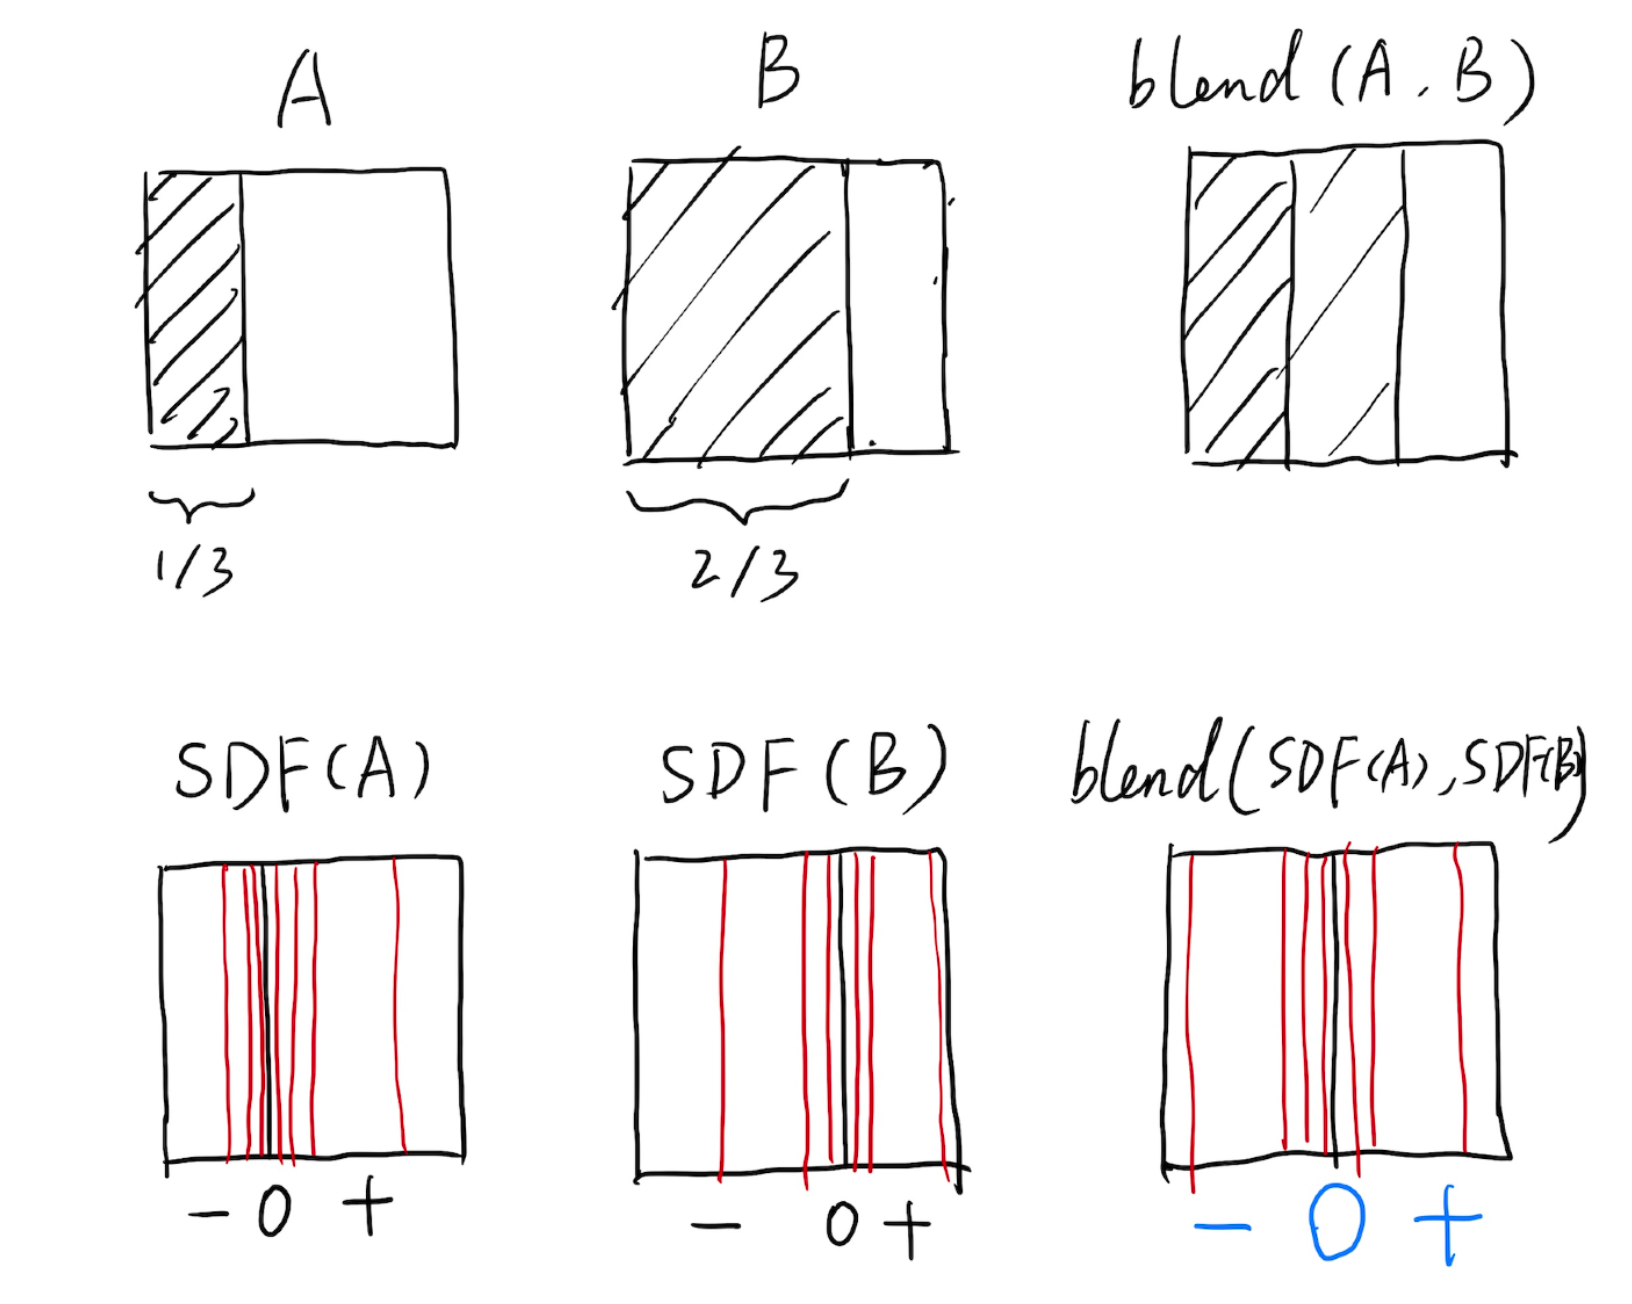 A B blend (A, B)
1/3 2/3
SDF(A) SDF (B) blend(SDF(A),SDF(B))
- 0 + - 0 + - 0 +